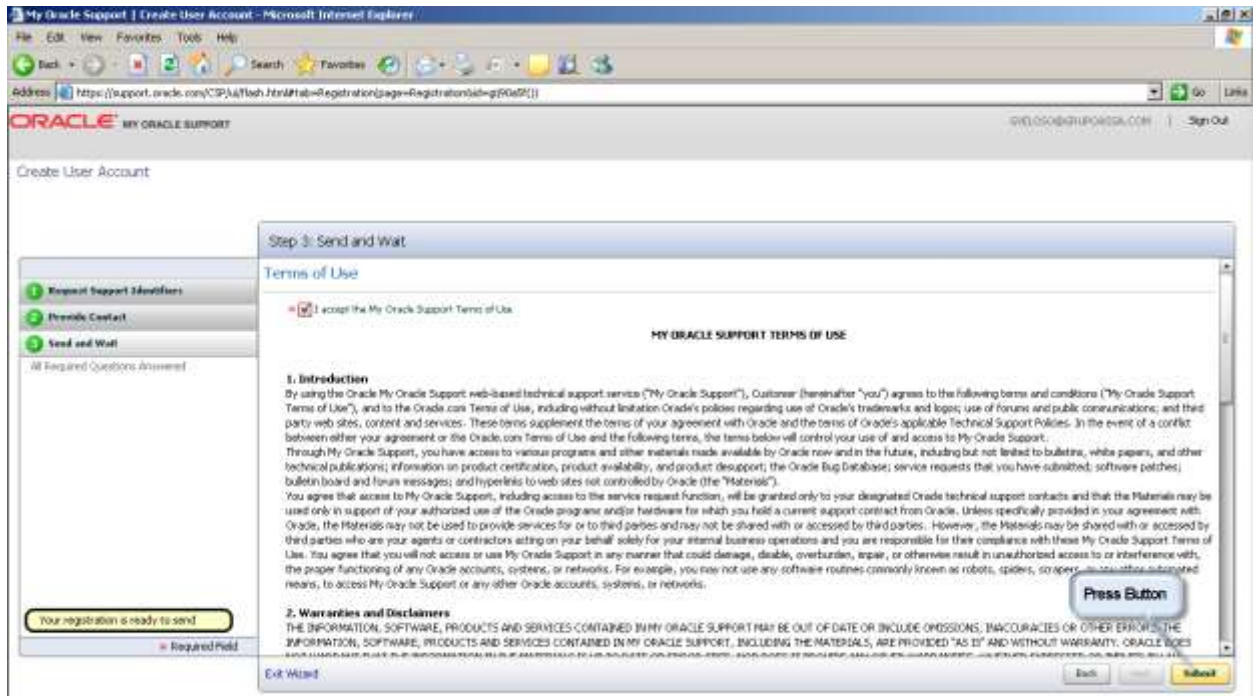 My Oracle Support | Create User Account - Microsoft Internet Explorer
File Edit View Favorites Tools Help
Back Search Favorites
Address https://support.oracle.com/CSP/ui/flash.html#tab=Registration(page=Registration&id=
Go Links
ORACLE MY ORACLE SUPPORT
| Sign Out
Create User Account
Step 3: Send and Wait
1 Request Support Identifiers
2 Provide Contact
3 Send and Wait
All Required Questions Answered
Your registration is ready to send
Required Field
Terms of Use
I accept the My Oracle Support Terms of Use
MY ORACLE SUPPORT TERMS OF USE
1. Introduction
By using the Oracle My Oracle Support web-based technical support service ("My Oracle Support"), Customer (hereinafter "you") agrees to the following terms and conditions ("My Oracle Support
Terms of Use"), and to the Oracle.com Terms of Use, including without limitation Oracle's policies regarding use of Oracle's trademarks and logos; use of forums and public communications; and third
party web sites, content and services. These terms supplement the terms of your agreement with Oracle and the terms of Oracle's applicable Technical Support Policies. In the event of a conflict
between either your agreement or the Oracle.com Terms of Use and the following terms, the terms below will control your use of and access to My Oracle Support.
Through My Oracle Support, you have access to various programs and other materials made available by Oracle now and in the future, including but not limited to bulletins, white papers, and other
technical publications; information on product certification, product availability, and product desupport; the Oracle Bug Database; service requests that you have submitted; software patches;
bulletin board and forum messages; and hyperlinks to web sites not controlled by Oracle (the "Materials").
You agree that access to My Oracle Support, including access to the service request function, will be granted only to your designated Oracle technical support contacts and that the Materials may be
used only in support of your authorized use of the Oracle programs and/or hardware for which you hold a current support contract from Oracle. Unless specifically provided in your agreement with
Oracle, the Materials may not be used to provide services for or to third parties and may not be shared with or accessed by third parties. However, the Materials may be shared with or accessed by
third parties who are your agents or contractors acting on your behalf solely for your internal business operations and you are responsible for their compliance with these My Oracle Support Terms of
Use. You agree that you will not access or use My Oracle Support in any manner that could damage, disable, overburden, impair, or otherwise result in unauthorized access to or interference with,
the proper functioning of any Oracle accounts, systems, or networks. For example, you may not use any software routines commonly known as robots, spiders, scrapers, or any other automated
means, to access My Oracle Support or any other Oracle accounts, systems, or networks.
Press Button
2. Warranties and Disclaimers
THE INFORMATION, SOFTWARE, PRODUCTS AND SERVICES CONTAINED IN MY ORACLE SUPPORT MAY BE OUT OF DATE OR INCLUDE OMISSIONS, INACCURACIES OR OTHER ERRORS. THE
INFORMATION, SOFTWARE, PRODUCTS AND SERVICES CONTAINED IN MY ORACLE SUPPORT, INCLUDING THE MATERIALS, ARE PROVIDED "AS IS" AND WITHOUT WARRANTY. ORACLE DOES
Exit Wizard
Back Submit